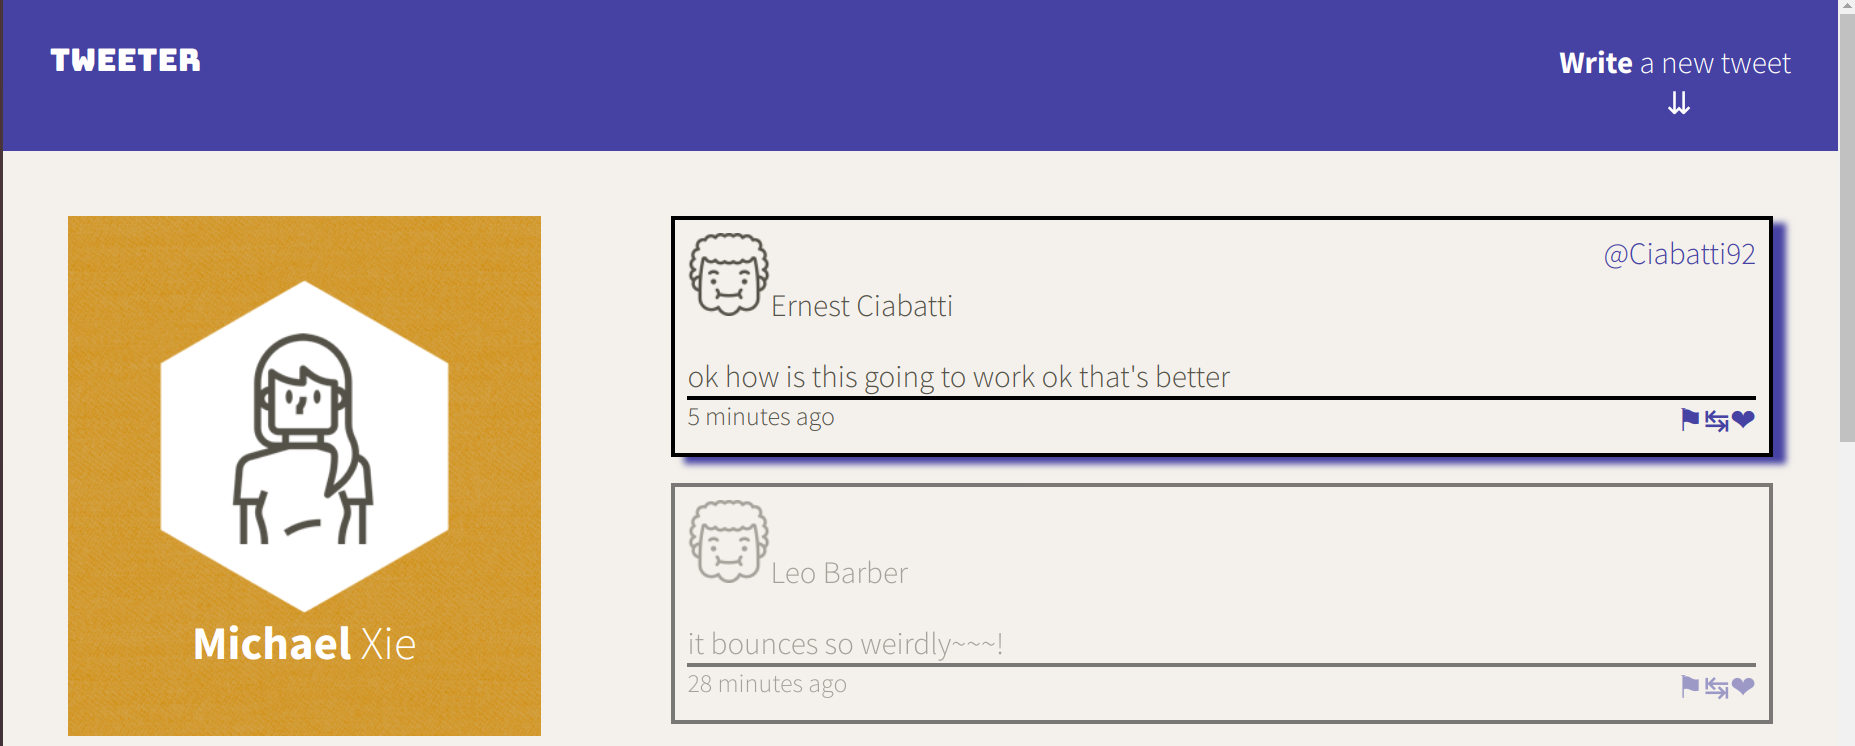 TWEETER
Write a new tweet
⇊
Michael Xie
@Ciabatti92
Ernest Ciabatti
ok how is this going to work ok that's better
5 minutes ago
Leo Barber
it bounces so weirdly~~~!
28 minutes ago